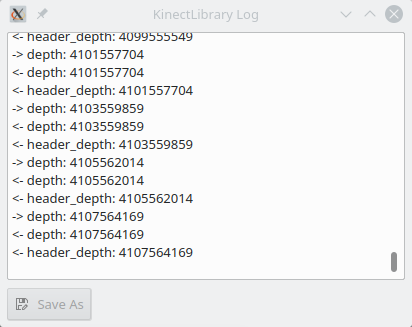 KinectLibrary Log
<- header_depth: 4099555549
-> depth: 4101557704
<- depth: 4101557704
<- header_depth: 4101557704
-> depth: 4103559859
<- depth: 4103559859
<- header_depth: 4103559859
-> depth: 4105562014
<- depth: 4105562014
<- header_depth: 4105562014
-> depth: 4107564169
<- depth: 4107564169
<- header_depth: 4107564169
Save As